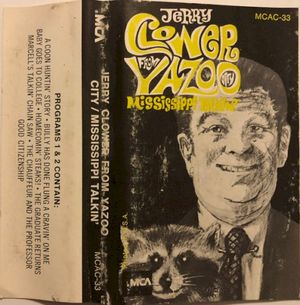 PROGRAMS 1 & 2 CONTAIN:
A COON HUNTIN' STORY • BULLY HAS DONE FLUNG A CRAVIN' ON ME
BABY GOES TO COLLEGE • HOMECOMIN' STEAKS! • THE GRADUATE RETURNS
MARCELL'S TALKIN' CHAIN SAW • THE CHAUFFEUR AND THE PROFESSOR
GOOD CITIZENSHIP
MCA
JERRY CLOWER FROM YAZOO
CITY / MISSISSIPPI TALKIN'
MCAC-33
MCAC-33
JERRY
CLOWER
FROM YAZOO CITY
MISSISSIPPI TALKIN'
MCA
U.S.A.